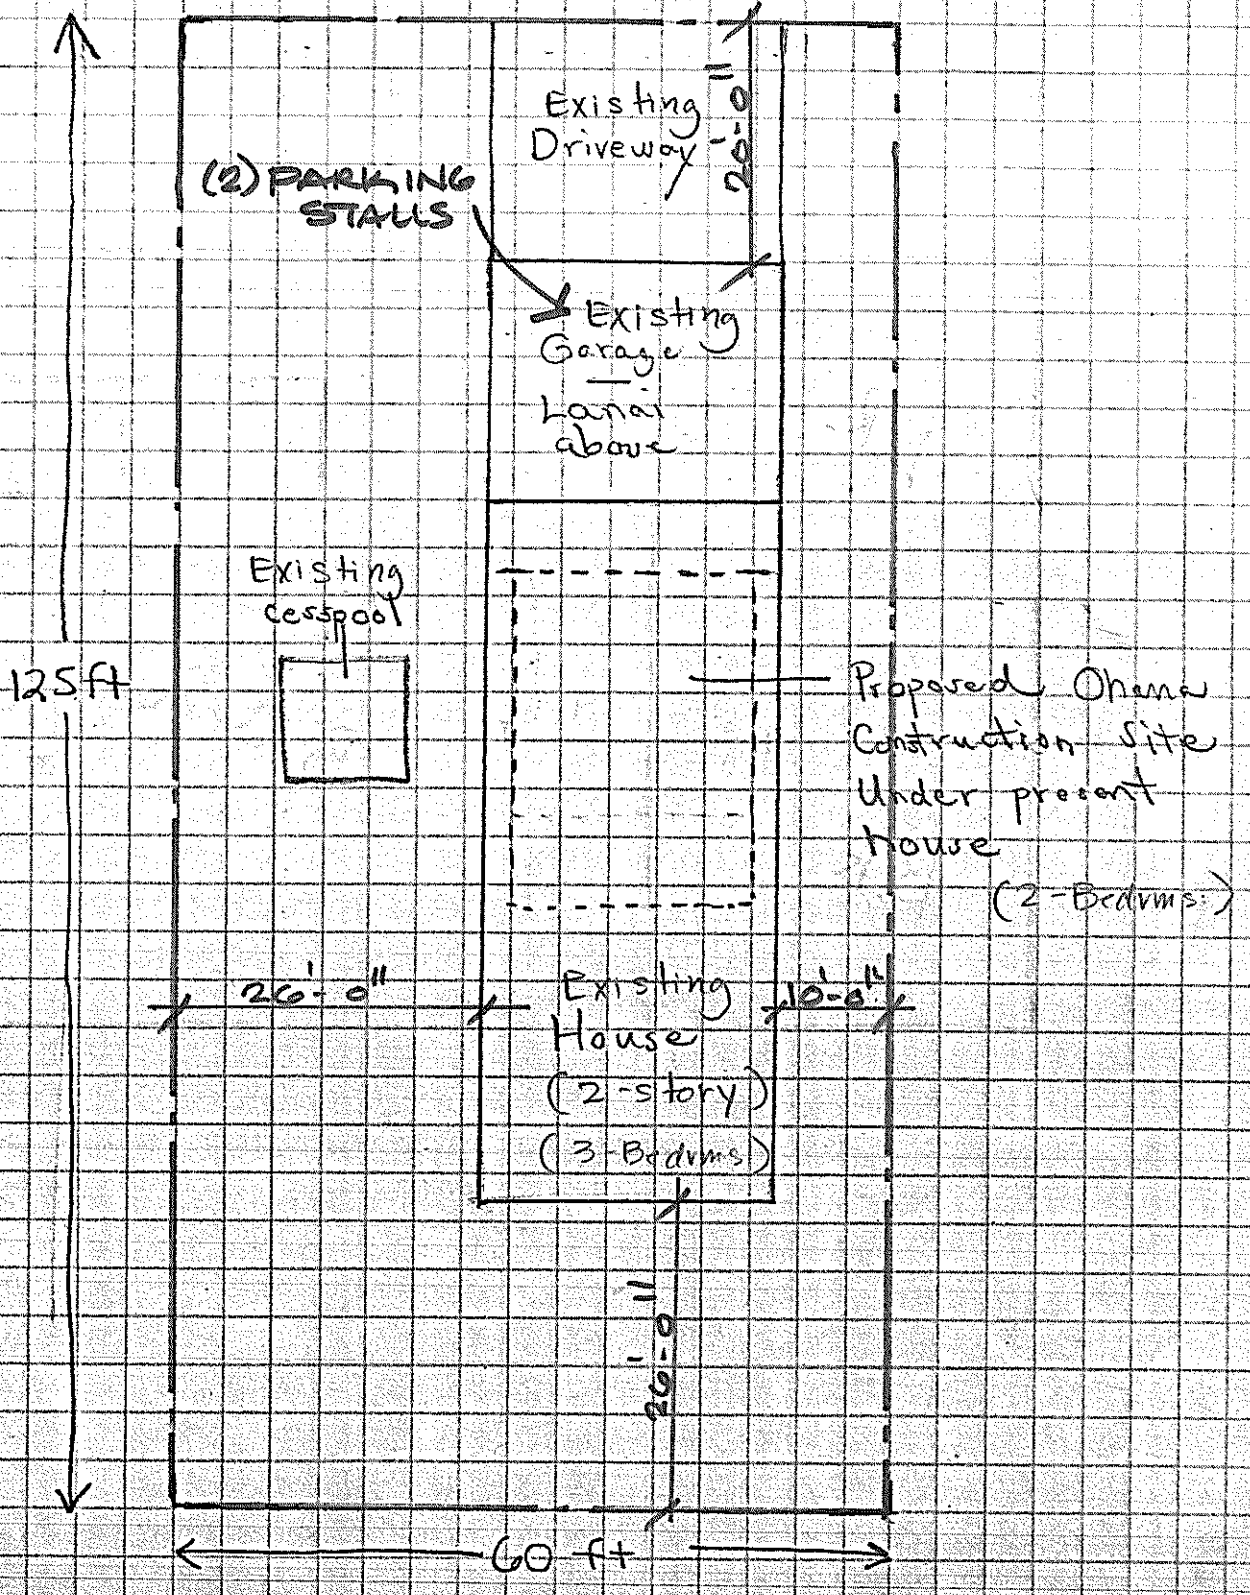 Existing
Driveway
20'-0"
(2) PARKING
STALLS
Existing
Garage
—
Lanai
above
Existing
cesspool
125 ft
Proposed Ohana
Construction Site
Under present
house
(2-Bedrms.)
26'-0"
Existing
House
(2-story)
(3-Bedrms)
10'-0"
26'-0"
60 ft